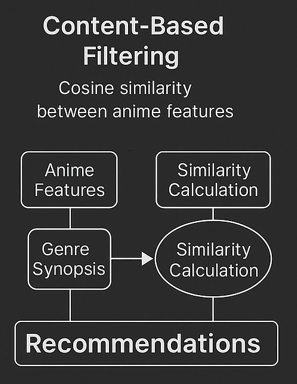 Content-Based
Filtering
Cosine similarity
between anime features
Anime
Features
Similarity
Calculation
Genre
Synopsis
Similarity
Calculation
Recommendations